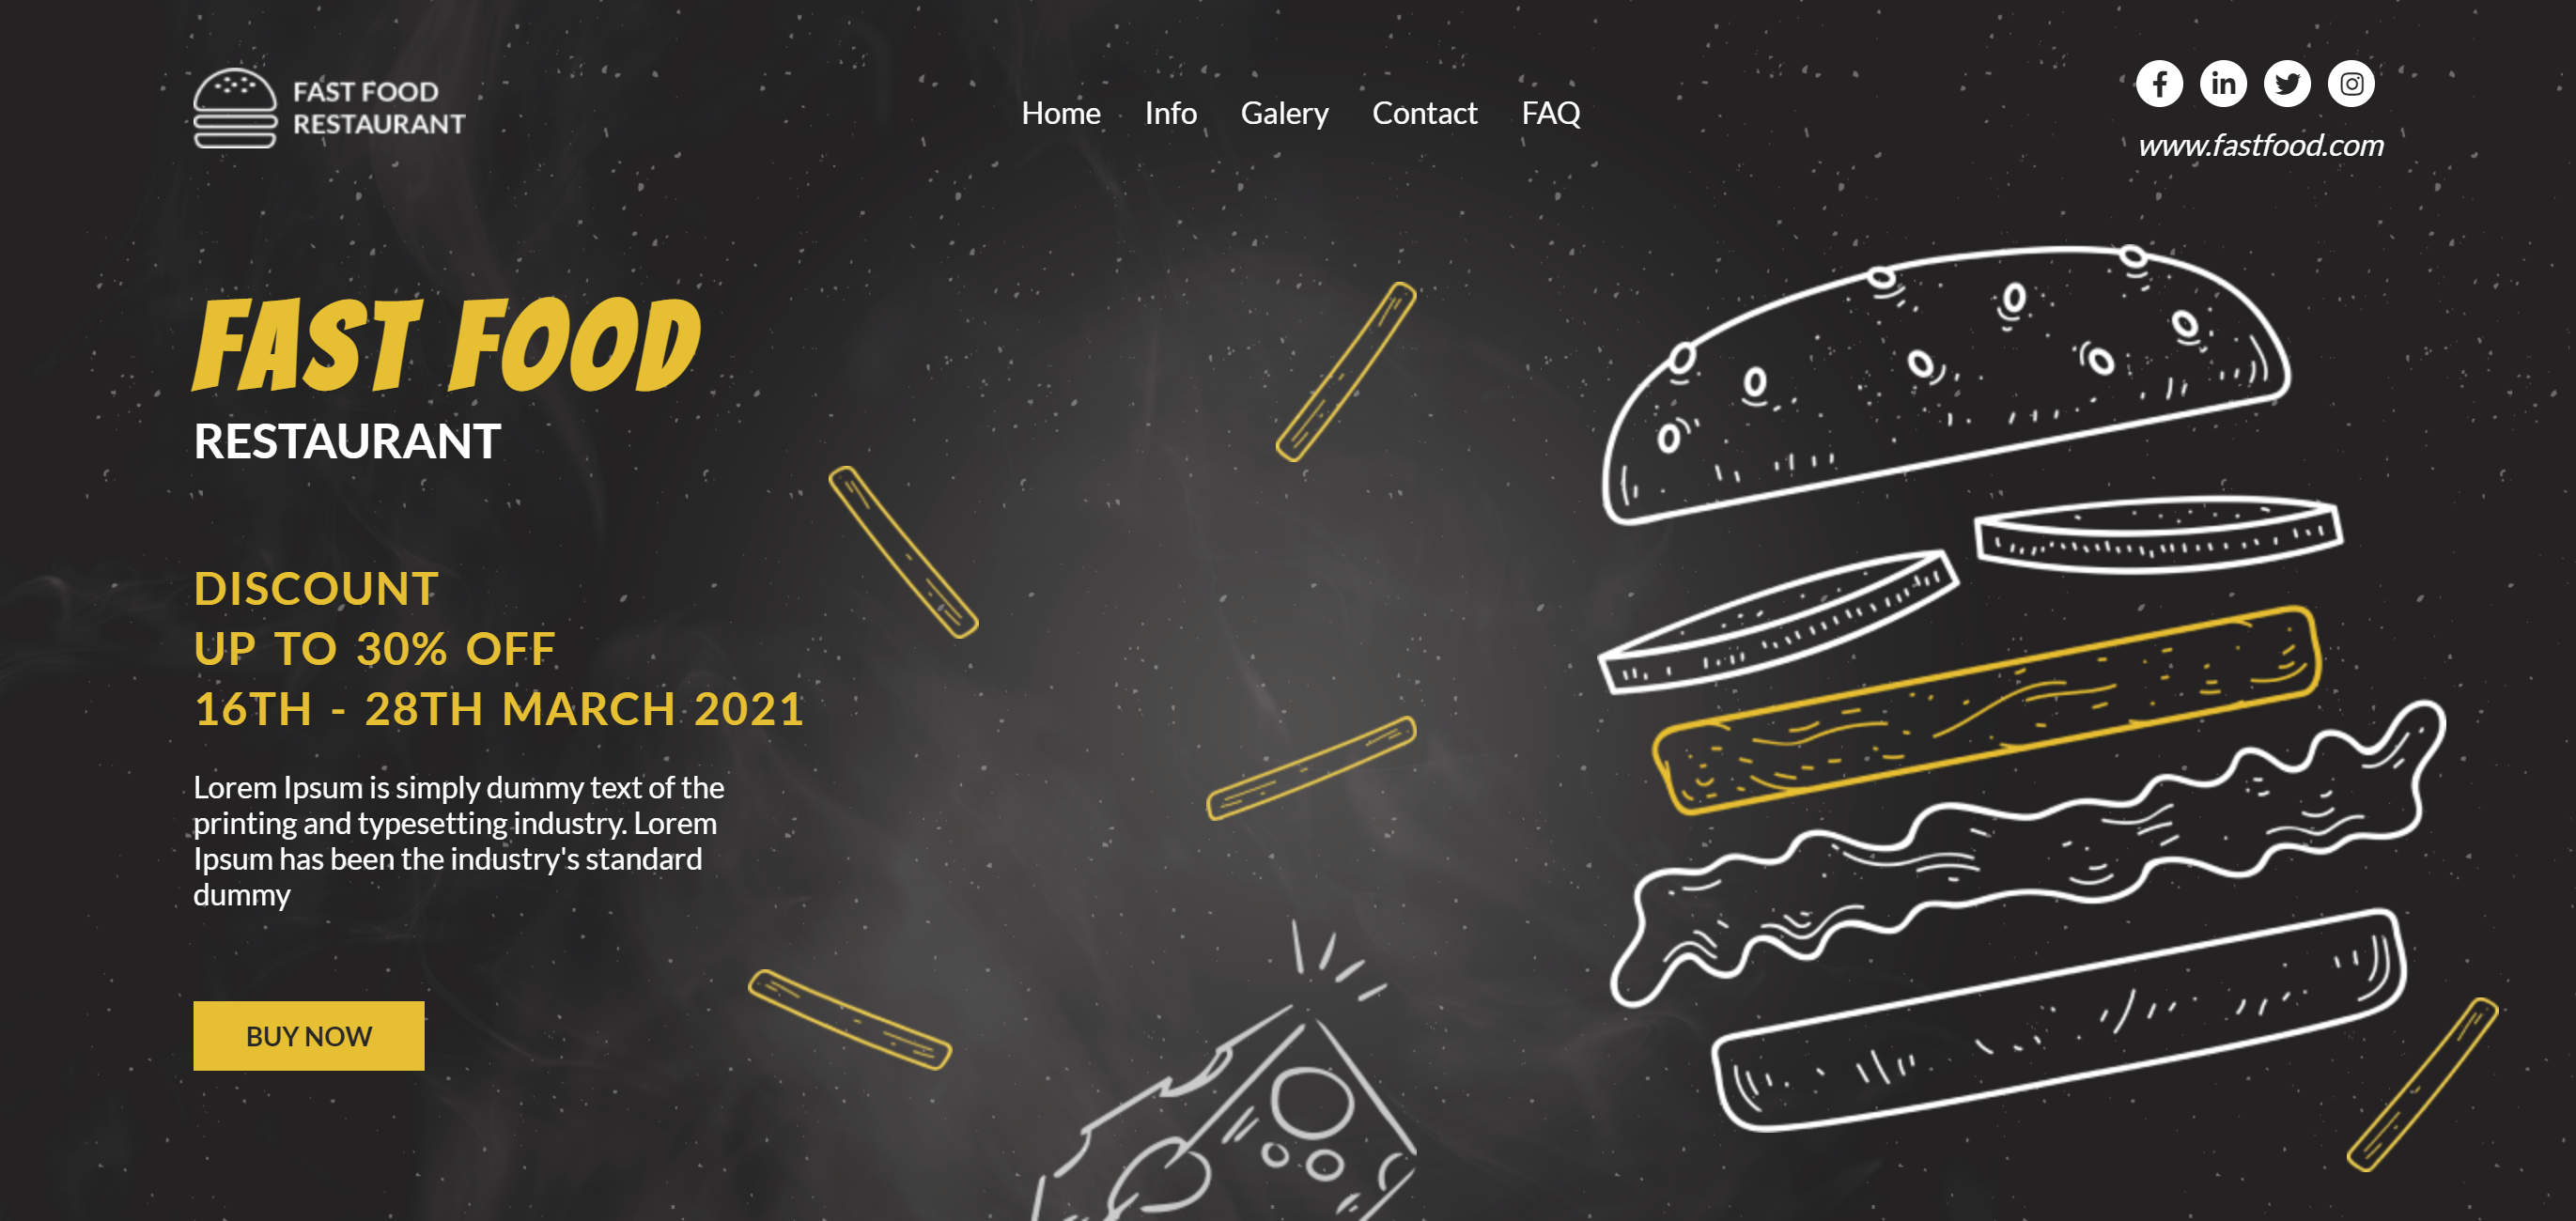 FAST FOOD
RESTAURANT
Home Info Galery Contact FAQ
www.fastfood.com
FAST FOOD
RESTAURANT
DISCOUNT
UP TO 30% OFF
16TH - 28TH MARCH 2021
Lorem Ipsum is simply dummy text of the
printing and typesetting industry. Lorem
Ipsum has been the industry's standard
dummy
BUY NOW